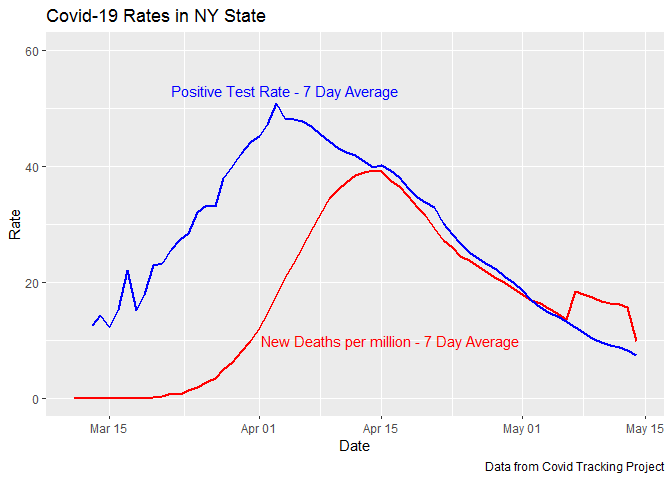 Covid-19 Rates in NY State
60
Positive Test Rate - 7 Day Average
40
Rate
20
New Deaths per million - 7 Day Average
0
Mar 15 Apr 01 Apr 15 May 01 May 15
Date
Data from Covid Tracking Project